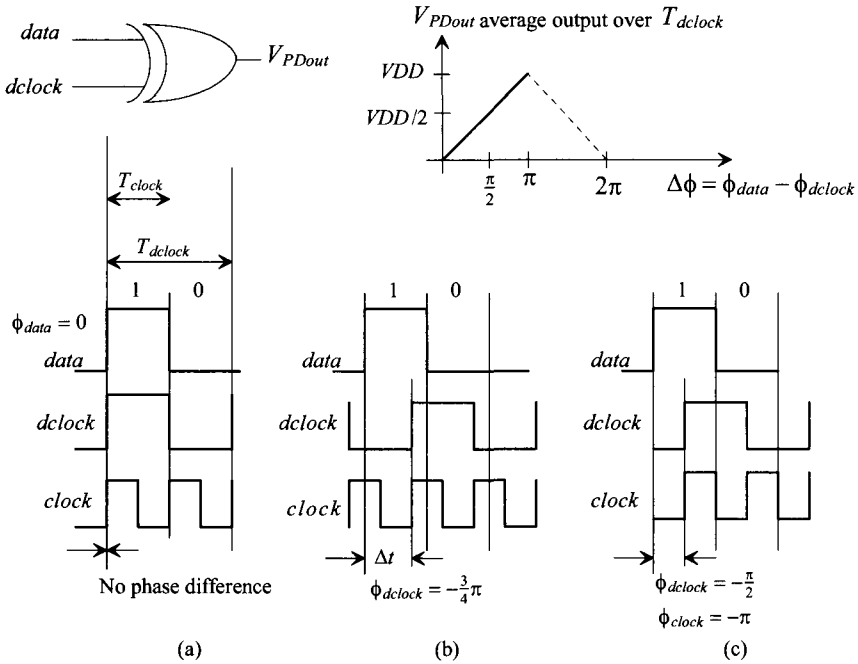 data
dclock
V_PDout
V_PDout average output over T_dclock
VDD
VDD/2
π/2
π
2π
Δϕ = ϕ_data − ϕ_dclock
T_clock
T_dclock
1 0
ϕ_data = 0
data
dclock
clock
No phase difference
(a)
1 0
data
dclock
clock
Δt
ϕ_dclock = −3/4 π
(b)
1 0
data
dclock
clock
ϕ_dclock = −π/2
ϕ_clock = −π
(c)